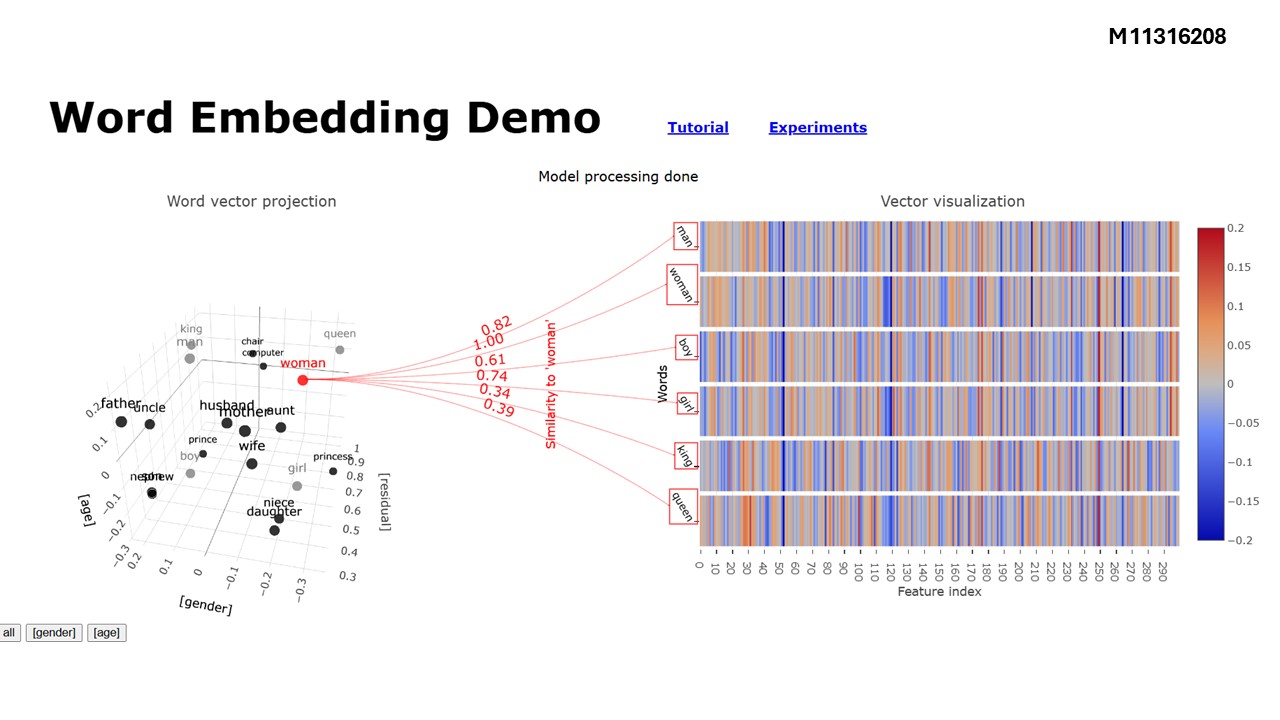 M11316208
Word Embedding Demo
Tutorial
Experiments
Model processing done
Word vector projection
Vector visualization
king
man
chair
computer
queen
woman
father
uncle
husband
mother
aunt
prince
wife
boy
princess
girl
nephew
son
niece
daughter
0.2
0.1
0
−0.1
−0.2
−0.3
[age]
0.2
0.1
0
−0.1
−0.2
−0.3
[gender]
1
0.9
0.8
0.7
0.6
0.5
0.4
0.3
[residual]
0.82
1.00
0.61
0.74
0.34
0.39
Similarity to 'woman'
Words
man
woman
boy
girl
king
queen
0 10 20 30 40 50 60 70 80 90 100 110 120 130 140 150 160 170 180 190 200 210 220 230 240 250 260 270 280 290
Feature index
0.2
0.15
0.1
0.05
0
−0.05
−0.1
−0.15
−0.2
all [gender] [age]